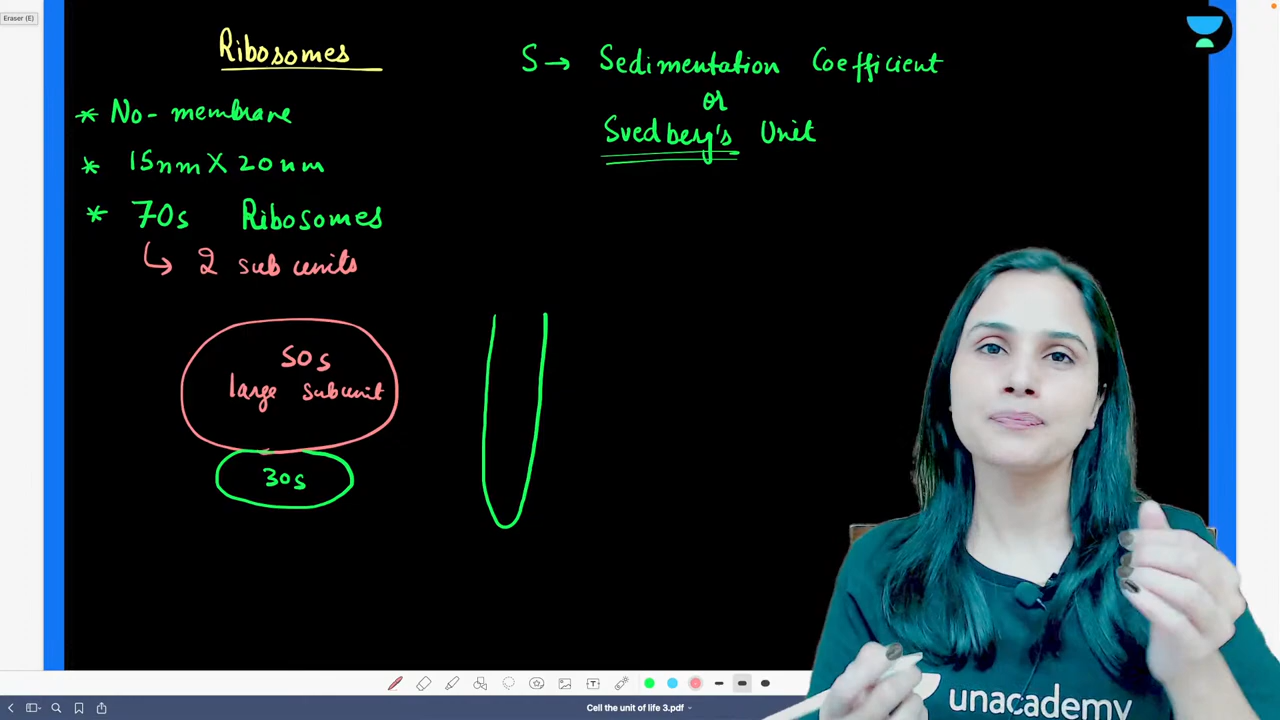 Eraser (E)
Ribosomes
* No- membrane
* 15nm X 20nm
* 70s Ribosomes
↳ 2 sub units
50s
large subunit
30s
S → Sedimentation Coefficient
or
Svedberg's Unit
unacademy
Cell the unit of life 3.pdf